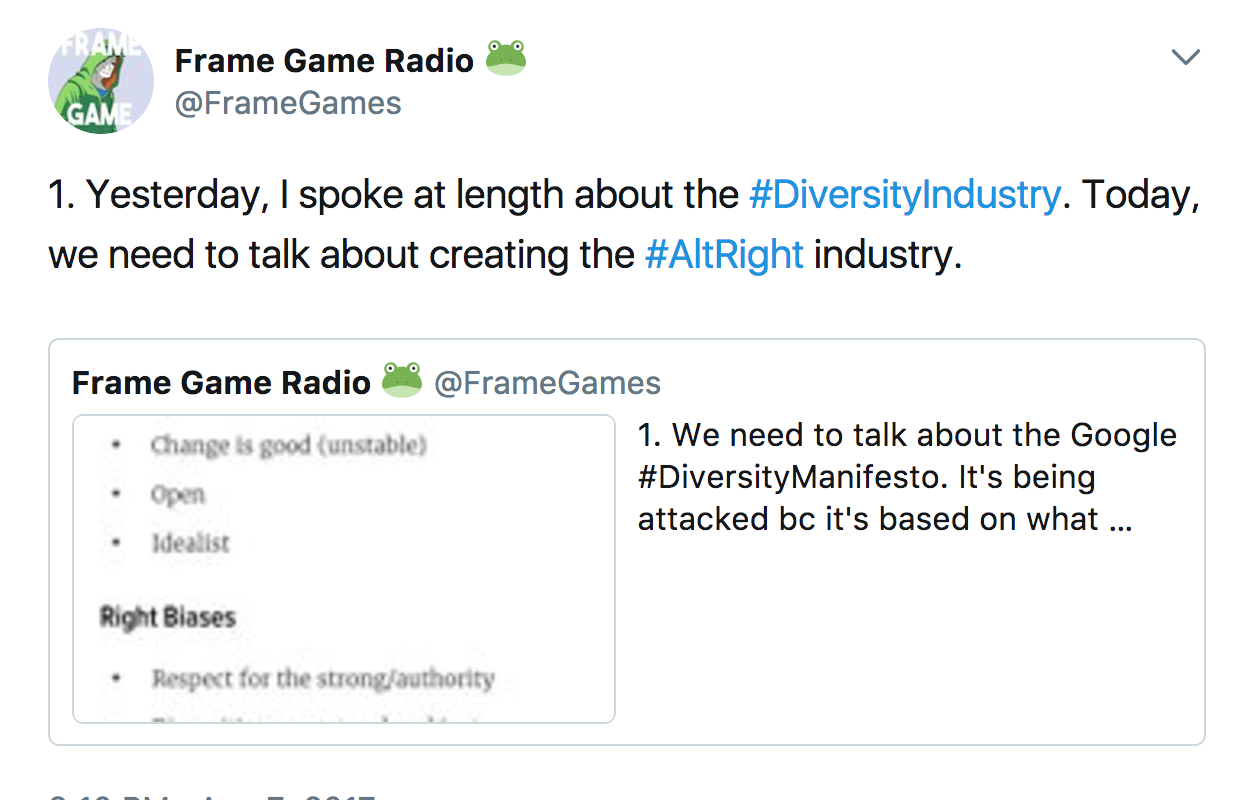 FRAME
GAME
Frame Game Radio 🐸
@FrameGames
1. Yesterday, I spoke at length about the #DiversityIndustry. Today,
we need to talk about creating the #AltRight industry.
Frame Game Radio 🐸 @FrameGames
• Change is good (unstable)
• Open
• Idealist
Right Biases
• Respect for the strong/authority
1. We need to talk about the Google
#DiversityManifesto. It's being
attacked bc it's based on what ...